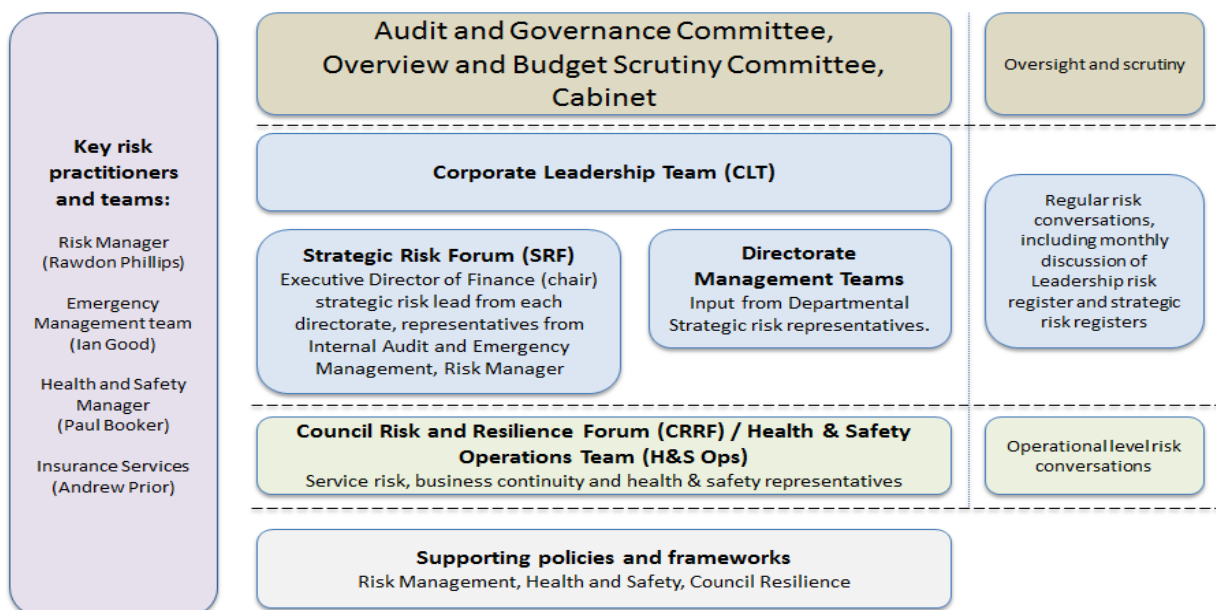 Key risk
practitioners
and teams:
Risk Manager
(Rawdon Phillips)
Emergency
Management team
(Ian Good)
Health and Safety
Manager
(Paul Booker)
Insurance Services
(Andrew Prior)
Audit and Governance Committee,
Overview and Budget Scrutiny Committee,
Cabinet
Oversight and scrutiny
Corporate Leadership Team (CLT)
Strategic Risk Forum (SRF)
Executive Director of Finance (chair)
strategic risk lead from each
directorate, representatives from
Internal Audit and Emergency
Management, Risk Manager
Directorate
Management Teams
Input from Departmental
Strategic risk representatives.
Regular risk
conversations,
including monthly
discussion of
Leadership risk
register and strategic
risk registers
Council Risk and Resilience Forum (CRRF) / Health & Safety
Operations Team (H&S Ops)
Service risk, business continuity and health & safety representatives
Operational level risk
conversations
Supporting policies and frameworks
Risk Management, Health and Safety, Council Resilience